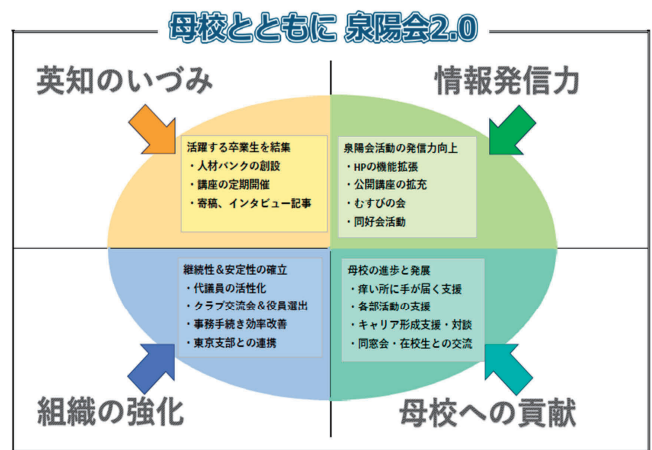 母校とともに 泉陽会2.0
英知のいづみ
情報発信力
活躍する卒業生を結集
・人材バンクの創設
・講座の定期開催
・寄稿、インタビュー記事
泉陽会活動の発信力向上
・HPの機能拡張
・公開講座の拡充
・むすびの会
・同好会活動
継続性＆安定性の確立
・代議員の活性化
・クラブ交流会＆役員選出
・事務手続き効率改善
・東京支部との連携
母校の進歩と発展
・痒い所に手が届く支援
・各部活動の支援
・キャリア形成支援・対談
・同窓会・在校生との交流
組織の強化
母校への貢献